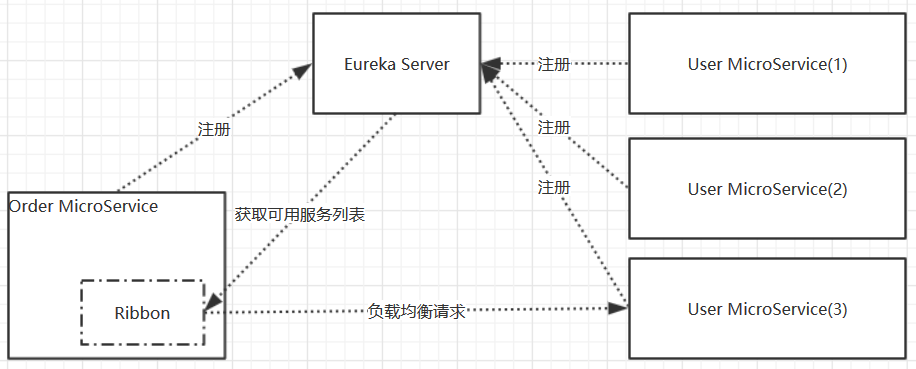 Eureka Server
注册
User MicroService(1)
注册
注册
User MicroService(2)
注册
Order MicroService
获取可用服务列表
Ribbon
负载均衡请求
User MicroService(3)